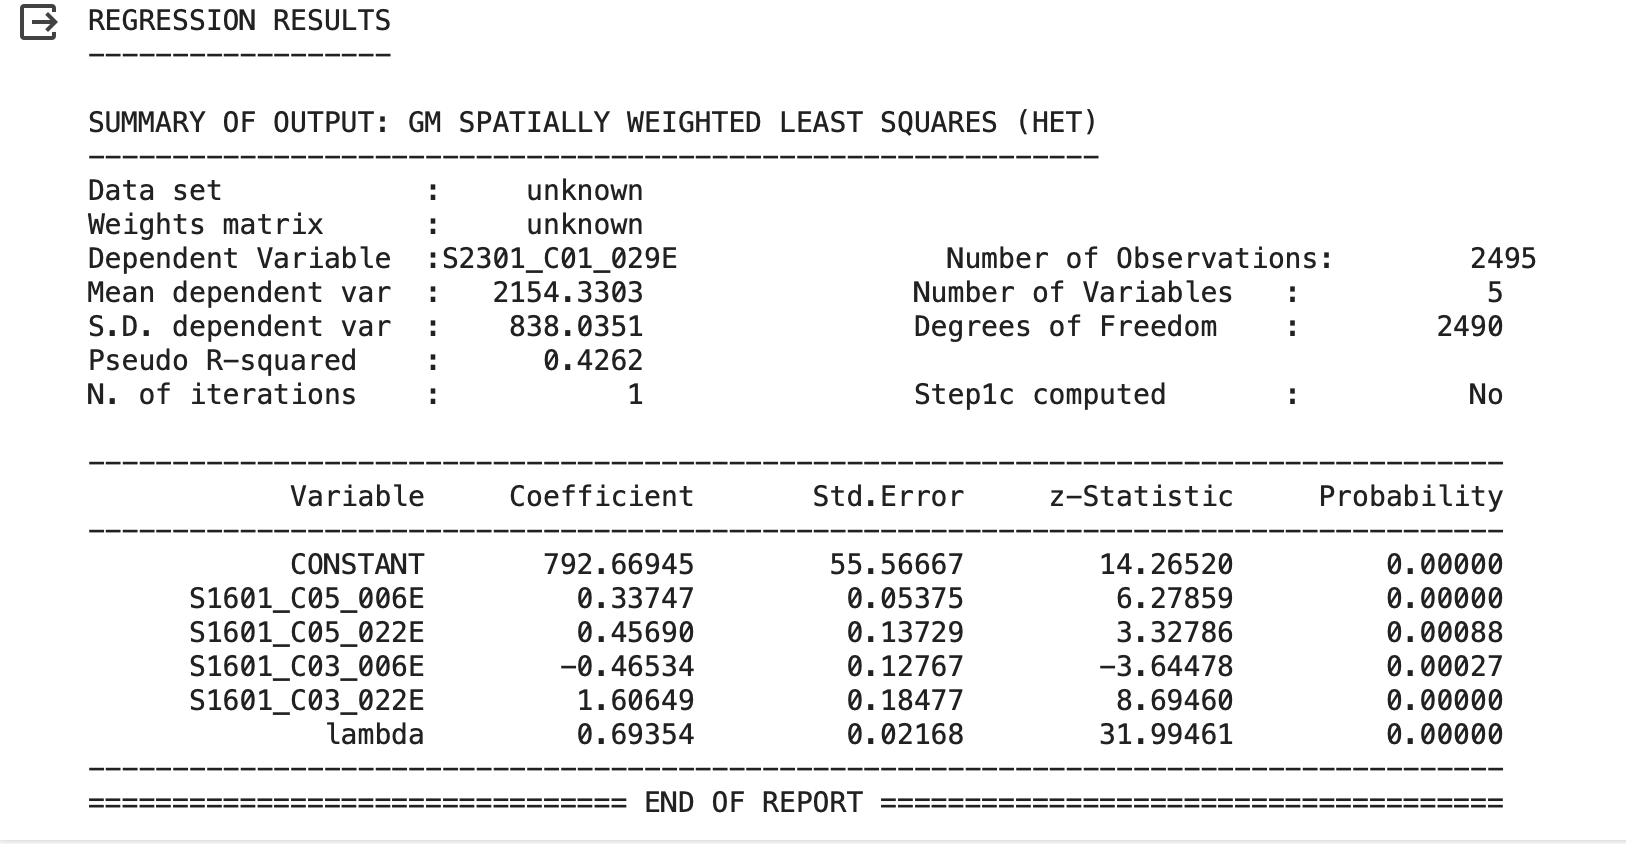 REGRESSION RESULTS
------------------
SUMMARY OF OUTPUT: GM SPATIALLY WEIGHTED LEAST SQUARES (HET)
------------------------------------------------------------
Data set            :     unknown
Weights matrix      :     unknown
Dependent Variable  :S2301_C01_029E                Number of Observations:        2495
Mean dependent var  :   2154.3303                Number of Variables   :           5
S.D. dependent var  :    838.0351                Degrees of Freedom    :        2490
Pseudo R-squared    :      0.4262
N. of iterations    :           1                Step1c computed       :          No
------------------------------------------------------------------------------------
            Variable     Coefficient       Std.Error     z-Statistic     Probability
------------------------------------------------------------------------------------
            CONSTANT       792.66945        55.56667        14.26520         0.00000
      S1601_C05_006E         0.33747         0.05375         6.27859         0.00000
      S1601_C05_022E         0.45690         0.13729         3.32786         0.00088
      S1601_C03_006E        -0.46534         0.12767        -3.64478         0.00027
      S1601_C03_022E         1.60649         0.18477         8.69460         0.00000
              lambda         0.69354         0.02168        31.99461         0.00000
------------------------------------------------------------------------------------
================================ END OF REPORT =====================================